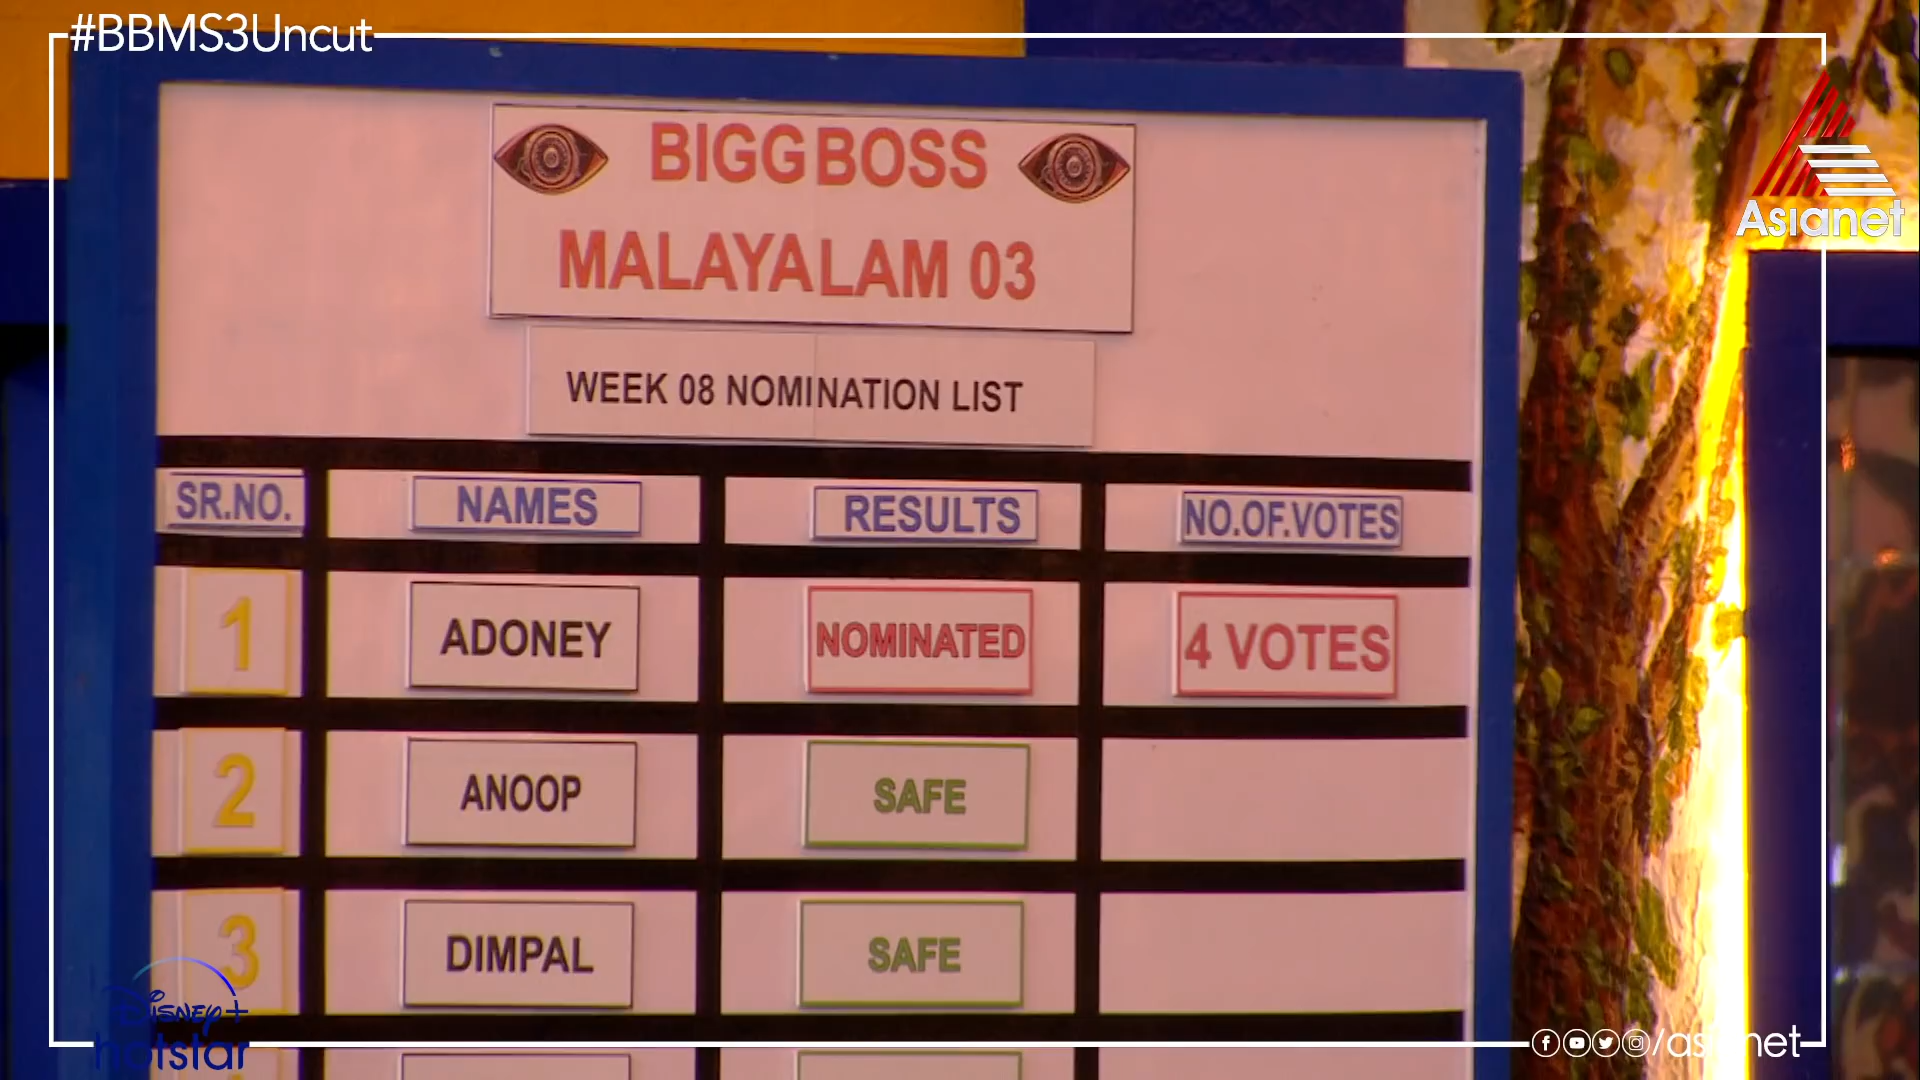 #BBMS3Uncut
Asianet
BIGG BOSS
MALAYALAM 03
WEEK 08 NOMINATION LIST
SR.NO. NAMES RESULTS NO.OF.VOTES
1 ADONEY NOMINATED 4 VOTES
2 ANOOP SAFE
3 DIMPAL SAFE
Disney+
hotstar
/asianet